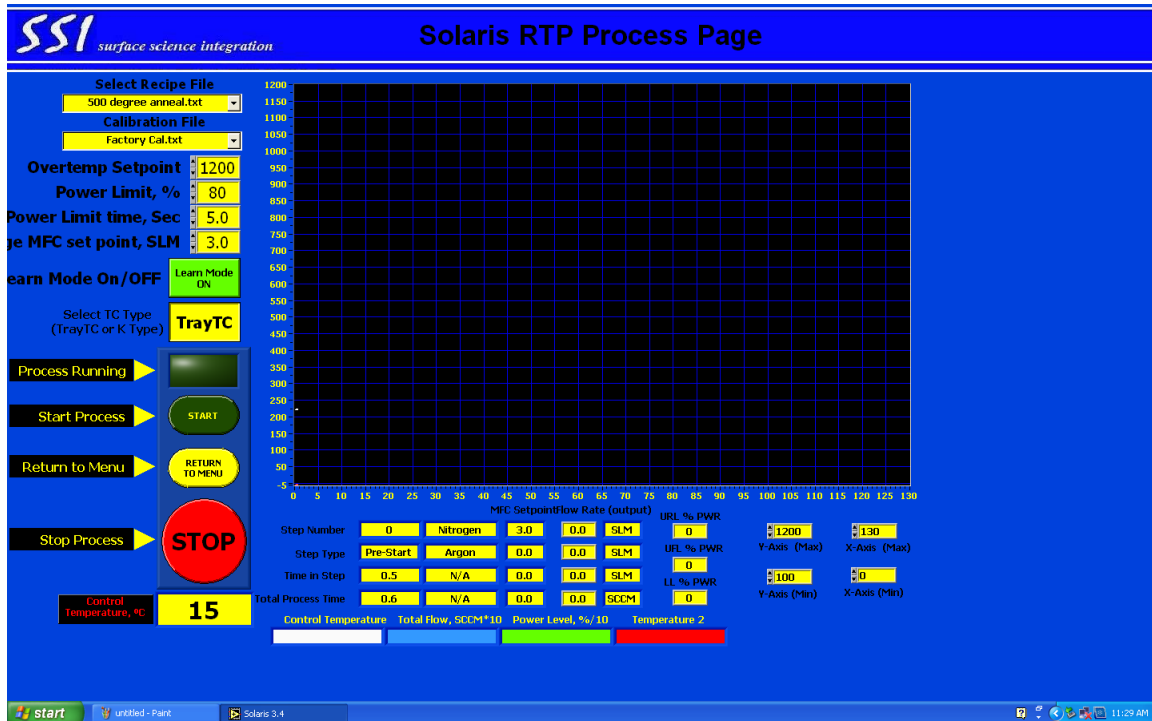 SSI surface science integration
Solaris RTP Process Page
Select Recipe File
500 degree anneal.txt
Calibration File
Factory Cal.txt
Overtemp Setpoint 1200
Power Limit, % 80
Power Limit time, Sec 5.0
ge MFC set point, SLM 3.0
earn Mode On/OFF Learn Mode ON
Select TC Type
(TrayTC or K Type) TrayTC
Process Running
Start Process START
Return to Menu RETURN TO MENU
Stop Process STOP
Control
Temperature, ºC 15
1200
1150
1100
1050
1000
950
900
850
800
750
700
650
600
550
500
450
400
350
300
250
200
150
100
50
-5
0 5 10 15 20 25 30 35 40 45 50 55 60 65 70 75 80 85 90 95 100 105 110 115 120 125 130
MFC Setpoint Flow Rate (output)
Step Number 0 Nitrogen 3.0 0.0 SLM
Step Type Pre-Start Argon 0.0 0.0 SLM
Time in Step 0.5 N/A 0.0 0.0 SLM
Total Process Time 0.6 N/A 0.0 0.0 SCCM
URL % PWR
0
UFL % PWR
0
LL % PWR
0
1200
Y-Axis (Max)
130
X-Axis (Max)
100
Y-Axis (Min)
0
X-Axis (Min)
Control Temperature Total Flow, SCCM*10 Power Level, %/10 Temperature 2
start untitled - Paint Solaris 3.4 11:29 AM